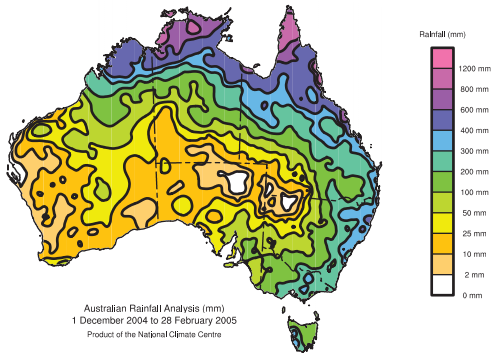 Rainfall (mm)
1200 mm
800 mm
600 mm
400 mm
300 mm
200 mm
100 mm
50 mm
25 mm
10 mm
2 mm
0 mm
Australian Rainfall Analysis (mm)
1 December 2004 to 28 February 2005
Product of the National Climate Centre